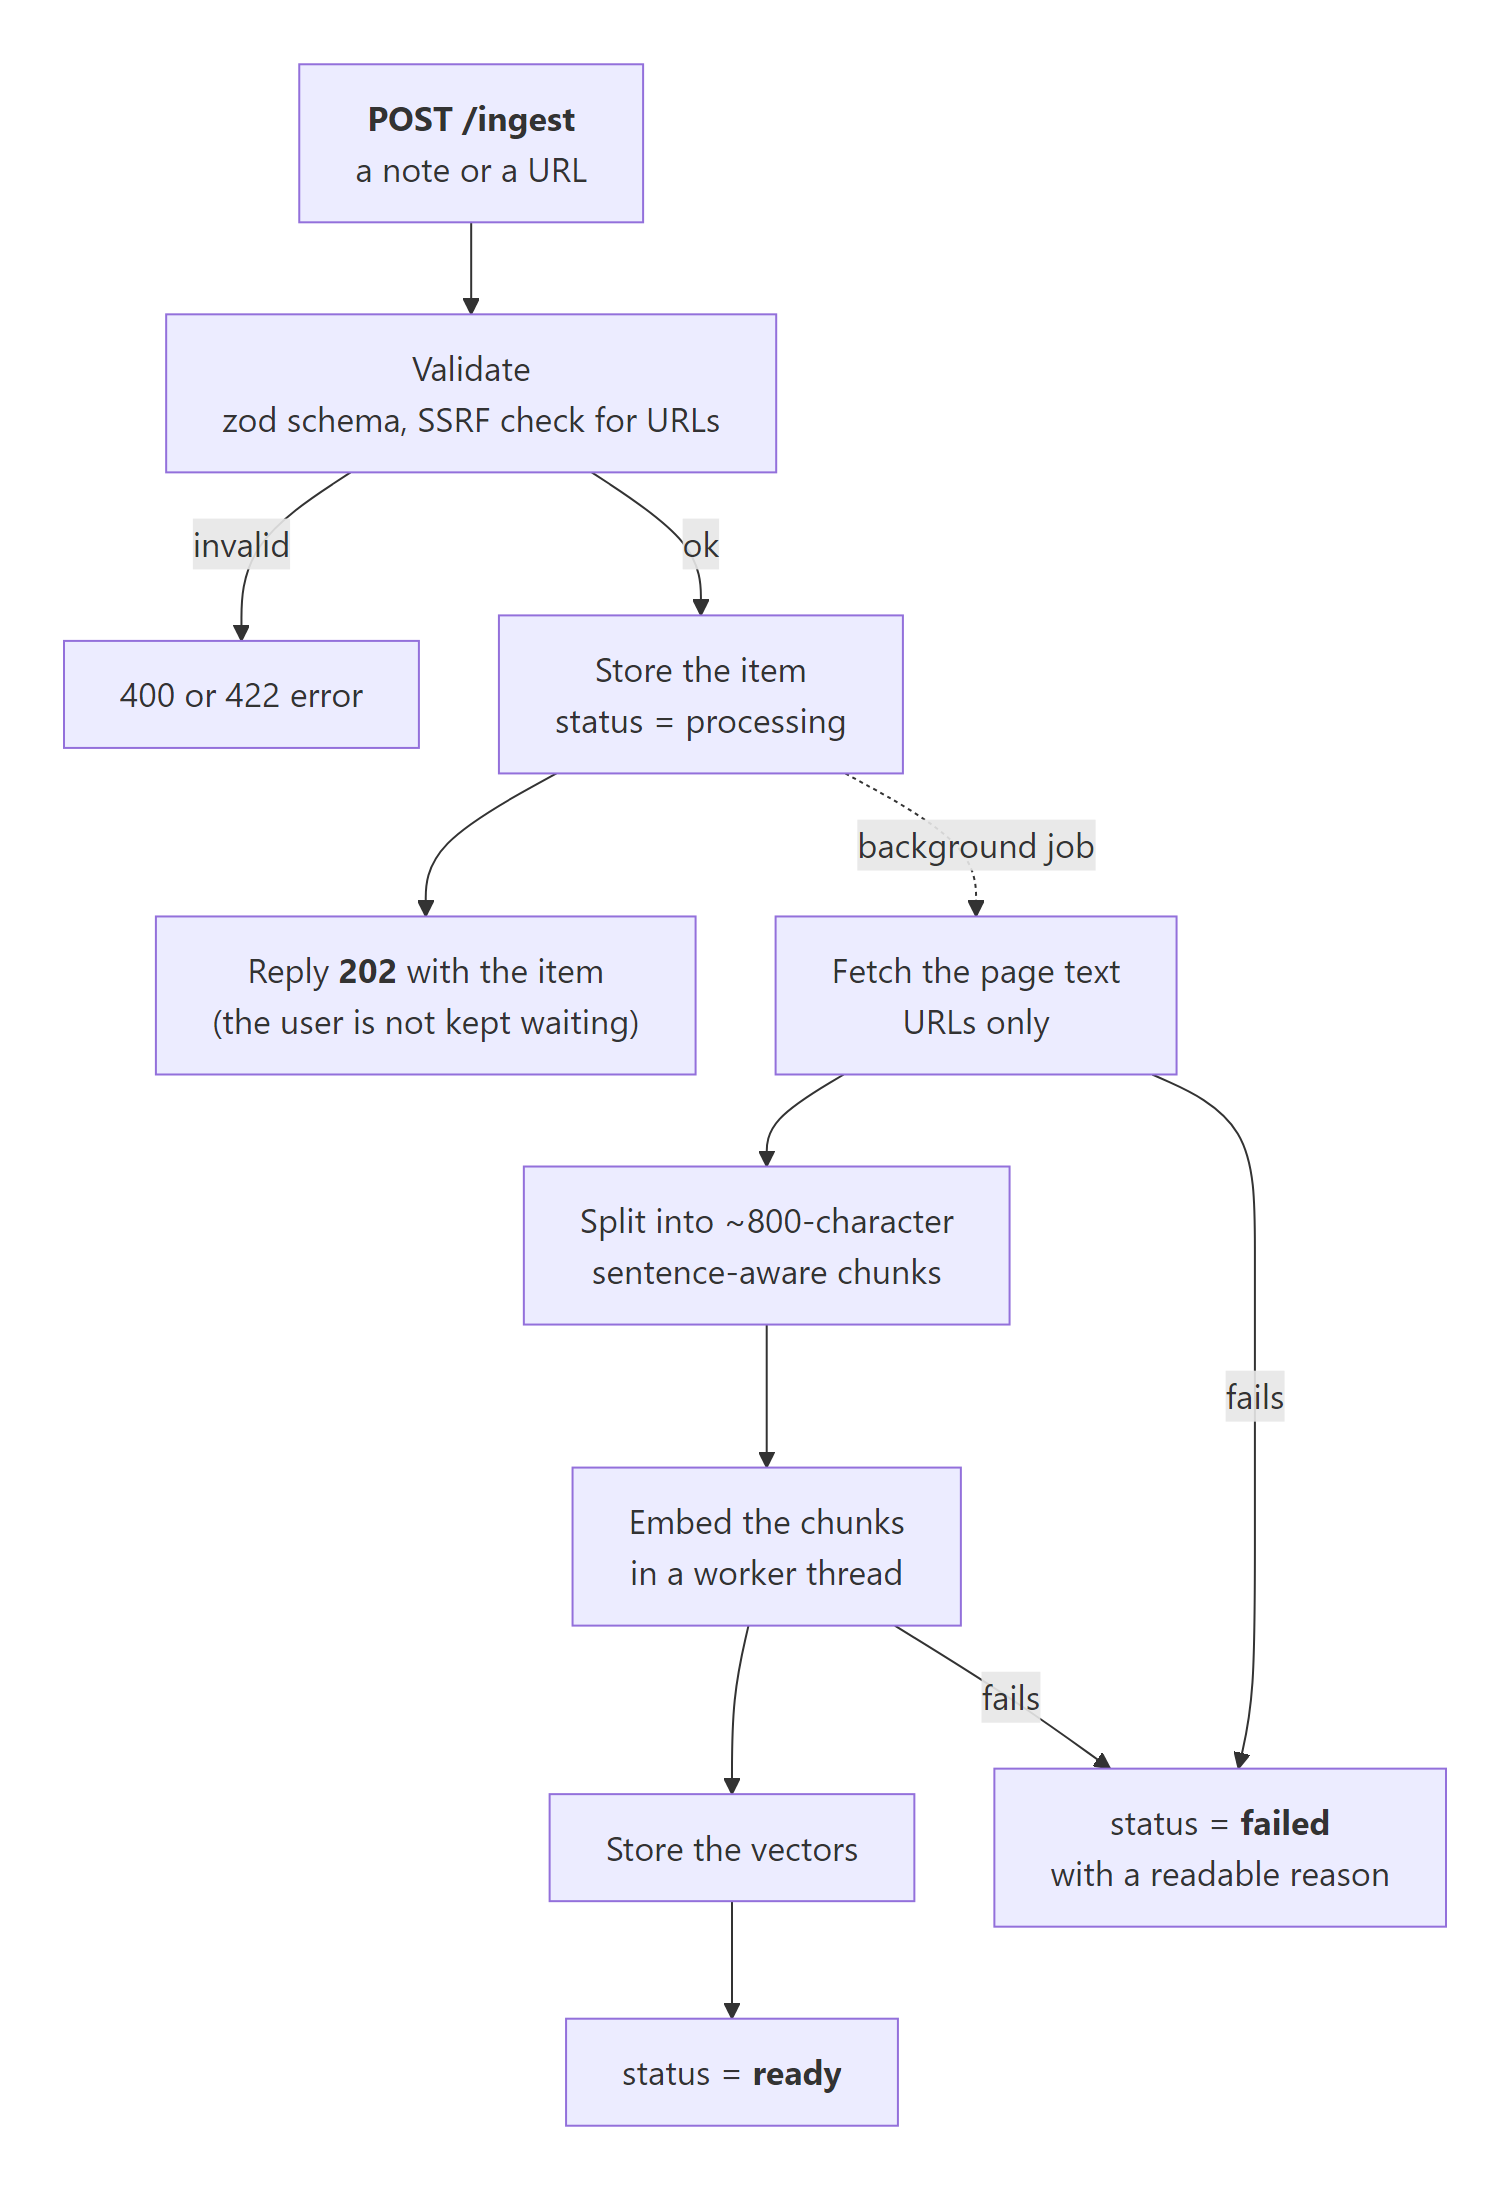 POST /ingest
a note or a URL
Validate
zod schema, SSRF check for URLs
invalid
ok
400 or 422 error
Store the item
status = processing
background job
Reply 202 with the item
(the user is not kept waiting)
Fetch the page text
URLs only
Split into ~800-character
sentence-aware chunks
fails
Embed the chunks
in a worker thread
fails
Store the vectors
status = failed
with a readable reason
status = ready